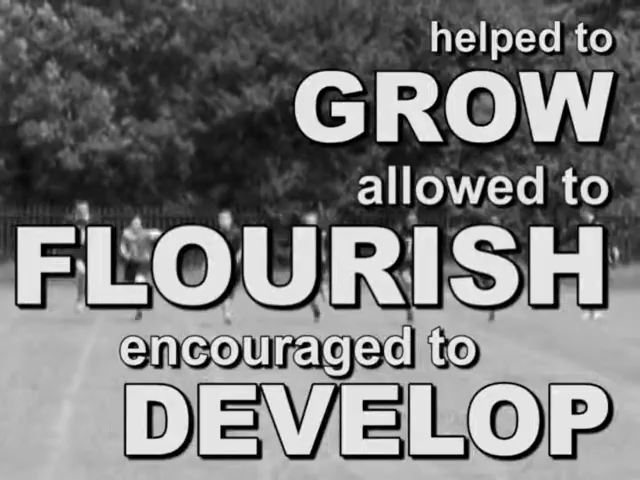 helped to
GROW
allowed to
FLOURISH
encouraged to
DEVELOP